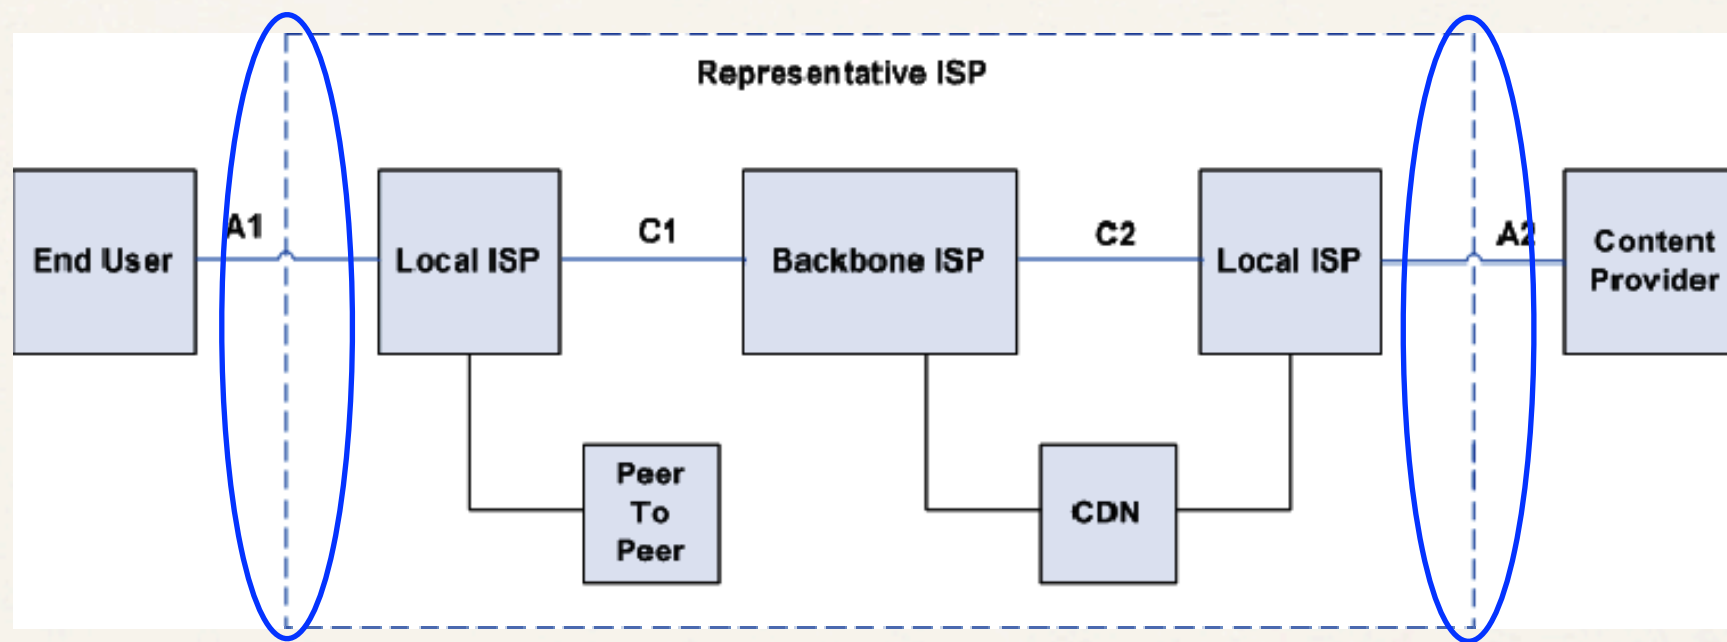 Representative ISP
A1
C1
C2
A2
End User
Local ISP
Backbone ISP
Local ISP
Content
Provider
Peer
To
Peer
CDN